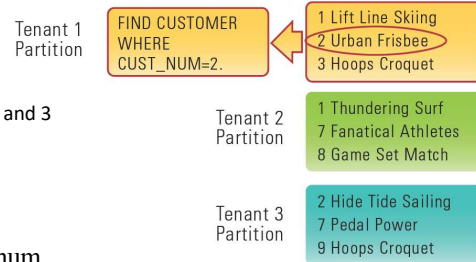 Tenant 1
Partition
FIND CUSTOMER
WHERE
CUST_NUM=2.
1 Lift Line Skiing
2 Urban Frisbee
3 Hoops Croquet
and 3
Tenant 2
Partition
1 Thundering Surf
7 Fanatical Athletes
8 Game Set Match
Tenant 3
Partition
2 Hide Tide Sailing
7 Pedal Power
9 Hoops Croquet
num